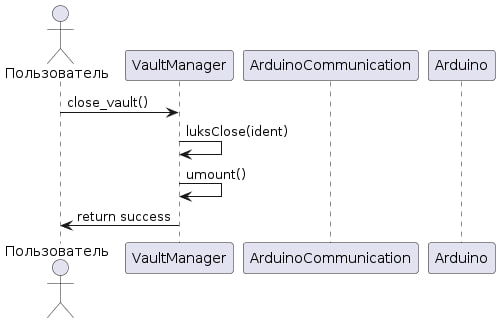 Пользователь
VaultManager
ArduinoCommunication
Arduino
close_vault()
luksClose(ident)
umount()
return success
Пользователь
VaultManager
ArduinoCommunication
Arduino